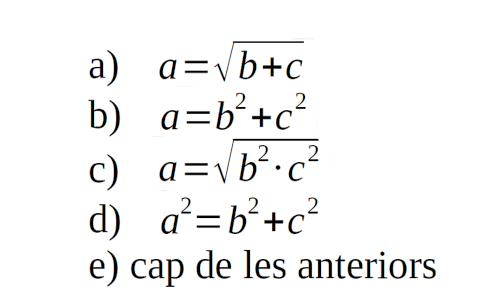 a) a=√(b+c)
b) a=b²+c²
c) a=√(b²·c²)
d) a²=b²+c²
e) cap de les anteriors